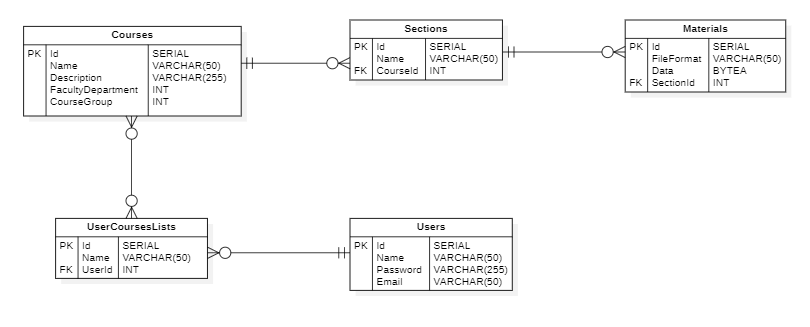 Courses
PK Id SERIAL
Name VARCHAR(50)
Description VARCHAR(255)
FacultyDepartment INT
CourseGroup INT
Sections
PK Id SERIAL
Name VARCHAR(50)
FK CourseId INT
Materials
PK Id SERIAL
FileFormat VARCHAR(50)
Data BYTEA
FK SectionId INT
UserCoursesLists
PK Id SERIAL
Name VARCHAR(50)
FK UserId INT
Users
PK Id SERIAL
Name VARCHAR(50)
Password VARCHAR(255)
Email VARCHAR(50)